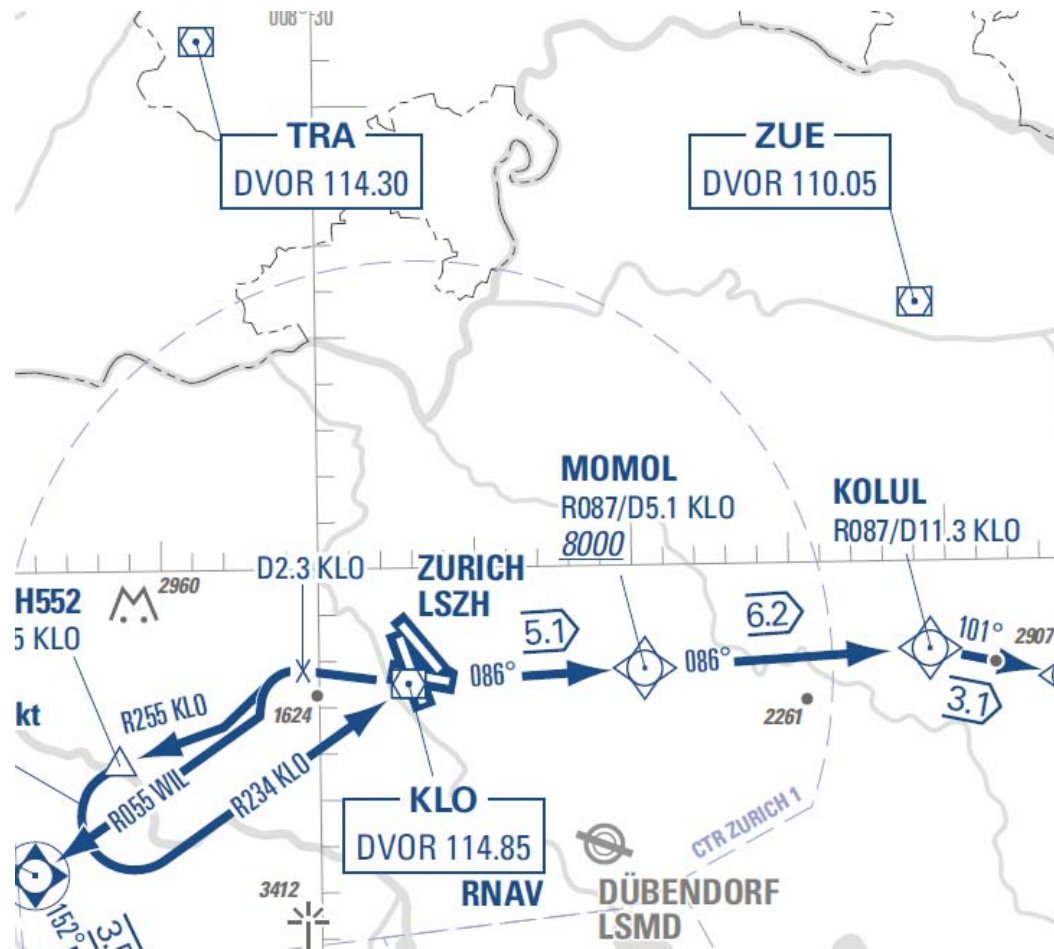 008°30
TRA
DVOR 114.30
ZUE
DVOR 110.05
MOMOL
R087/D5.1 KLO
8000
KOLUL
R087/D11.3 KLO
D2.3 KLO
ZURICH
LSZH
2960
H552
5 KLO
5.1
6.2
086°
086°
101°
2907
3.1
kt
R255 KLO
1624
2261
R055 WIL
R234 KLO
KLO
DVOR 114.85
RNAV
CTR ZURICH 1
DÜBENDORF
LSMD
3412
152°